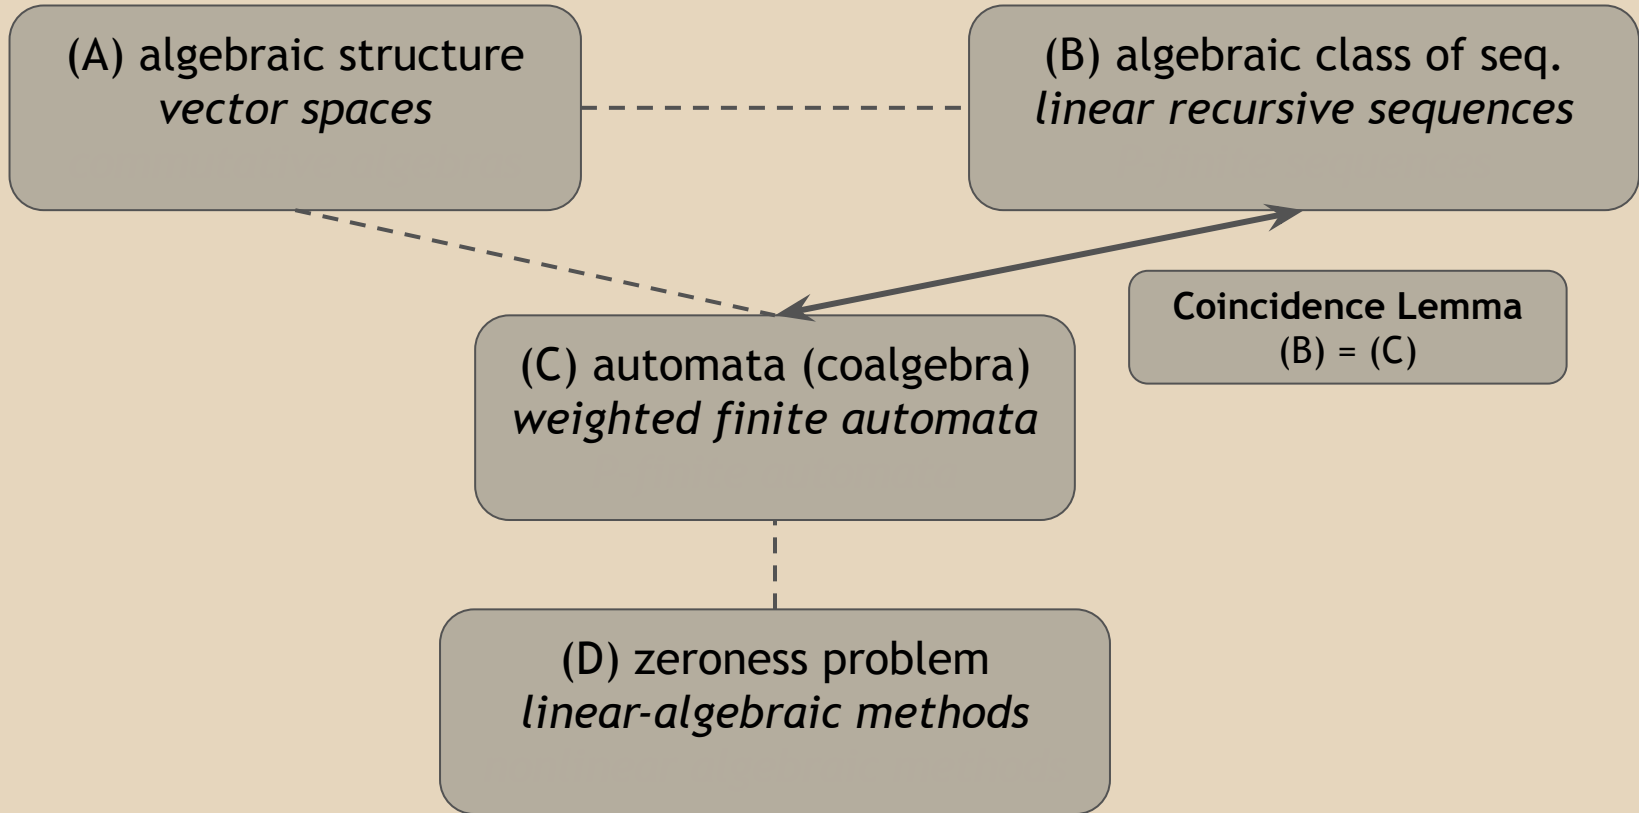 (A) algebraic structure
vector spaces
(B) algebraic class of seq.
linear recursive sequences
Coincidence Lemma
(B) = (C)
(C) automata (coalgebra)
weighted finite automata
(D) zeroness problem
linear-algebraic methods